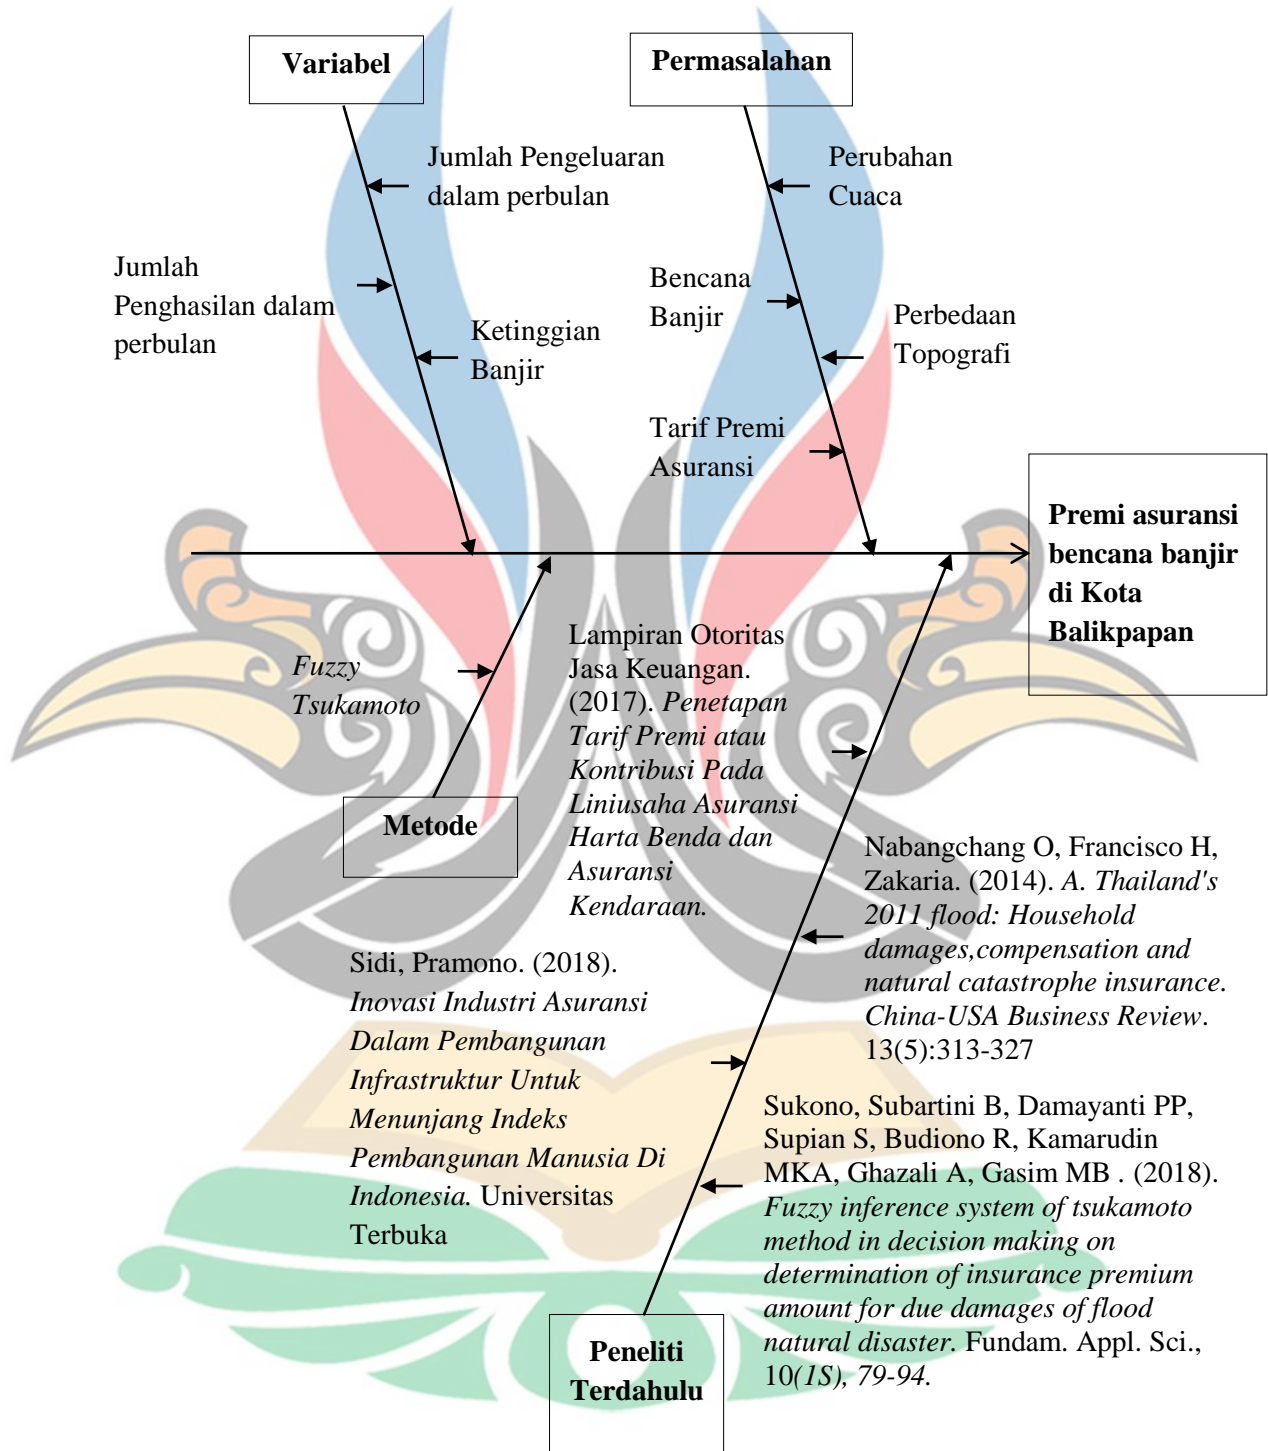 Variabel
Permasalahan
Jumlah Pengeluaran
dalam perbulan
Perubahan
Cuaca
Jumlah
Penghasilan dalam
perbulan
Bencana
Banjir
Ketinggian
Banjir
Perbedaan
Topografi
Tarif Premi
Asuransi
Premi asuransi
bencana banjir
di Kota
Balikpapan
Fuzzy
Tsukamoto
Metode
Lampiran Otoritas
Jasa Keuangan.
(2017). Penetapan
Tarif Premi atau
Kontribusi Pada
Liniusaha Asuransi
Harta Benda dan
Asuransi
Kendaraan.
Nabangchang O, Francisco H,
Zakaria. (2014). A. Thailand's
2011 flood: Household
damages,compensation and
natural catastrophe insurance.
China-USA Business Review.
13(5):313-327
Sidi, Pramono. (2018).
Inovasi Industri Asuransi
Dalam Pembangunan
Infrastruktur Untuk
Menunjang Indeks
Pembangunan Manusia Di
Indonesia. Universitas
Terbuka
Sukono, Subartini B, Damayanti PP,
Supian S, Budiono R, Kamarudin
MKA, Ghazali A, Gasim MB . (2018).
Fuzzy inference system of tsukamoto
method in decision making on
determination of insurance premium
amount for due damages of flood
natural disaster. Fundam. Appl. Sci.,
10(1S), 79-94.
Peneliti
Terdahulu